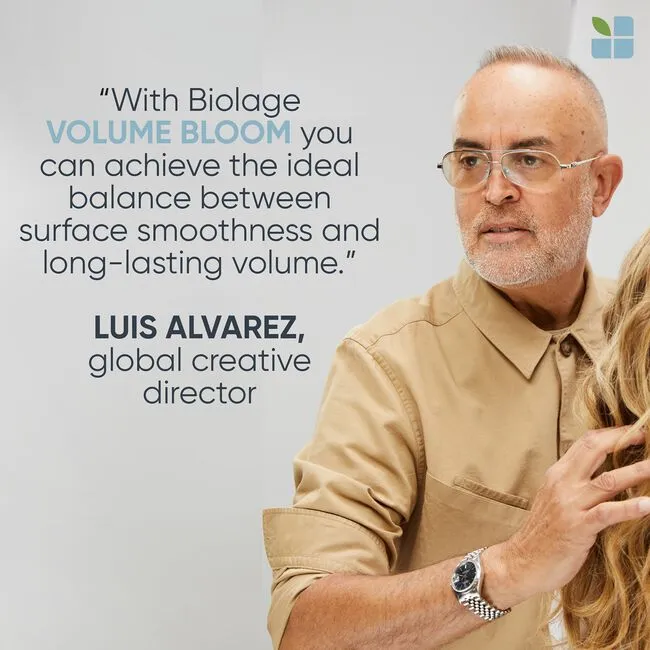 “With Biolage
VOLUME BLOOM you
can achieve the ideal
balance between
surface smoothness and
long-lasting volume.”
LUIS ALVAREZ,
global creative
director